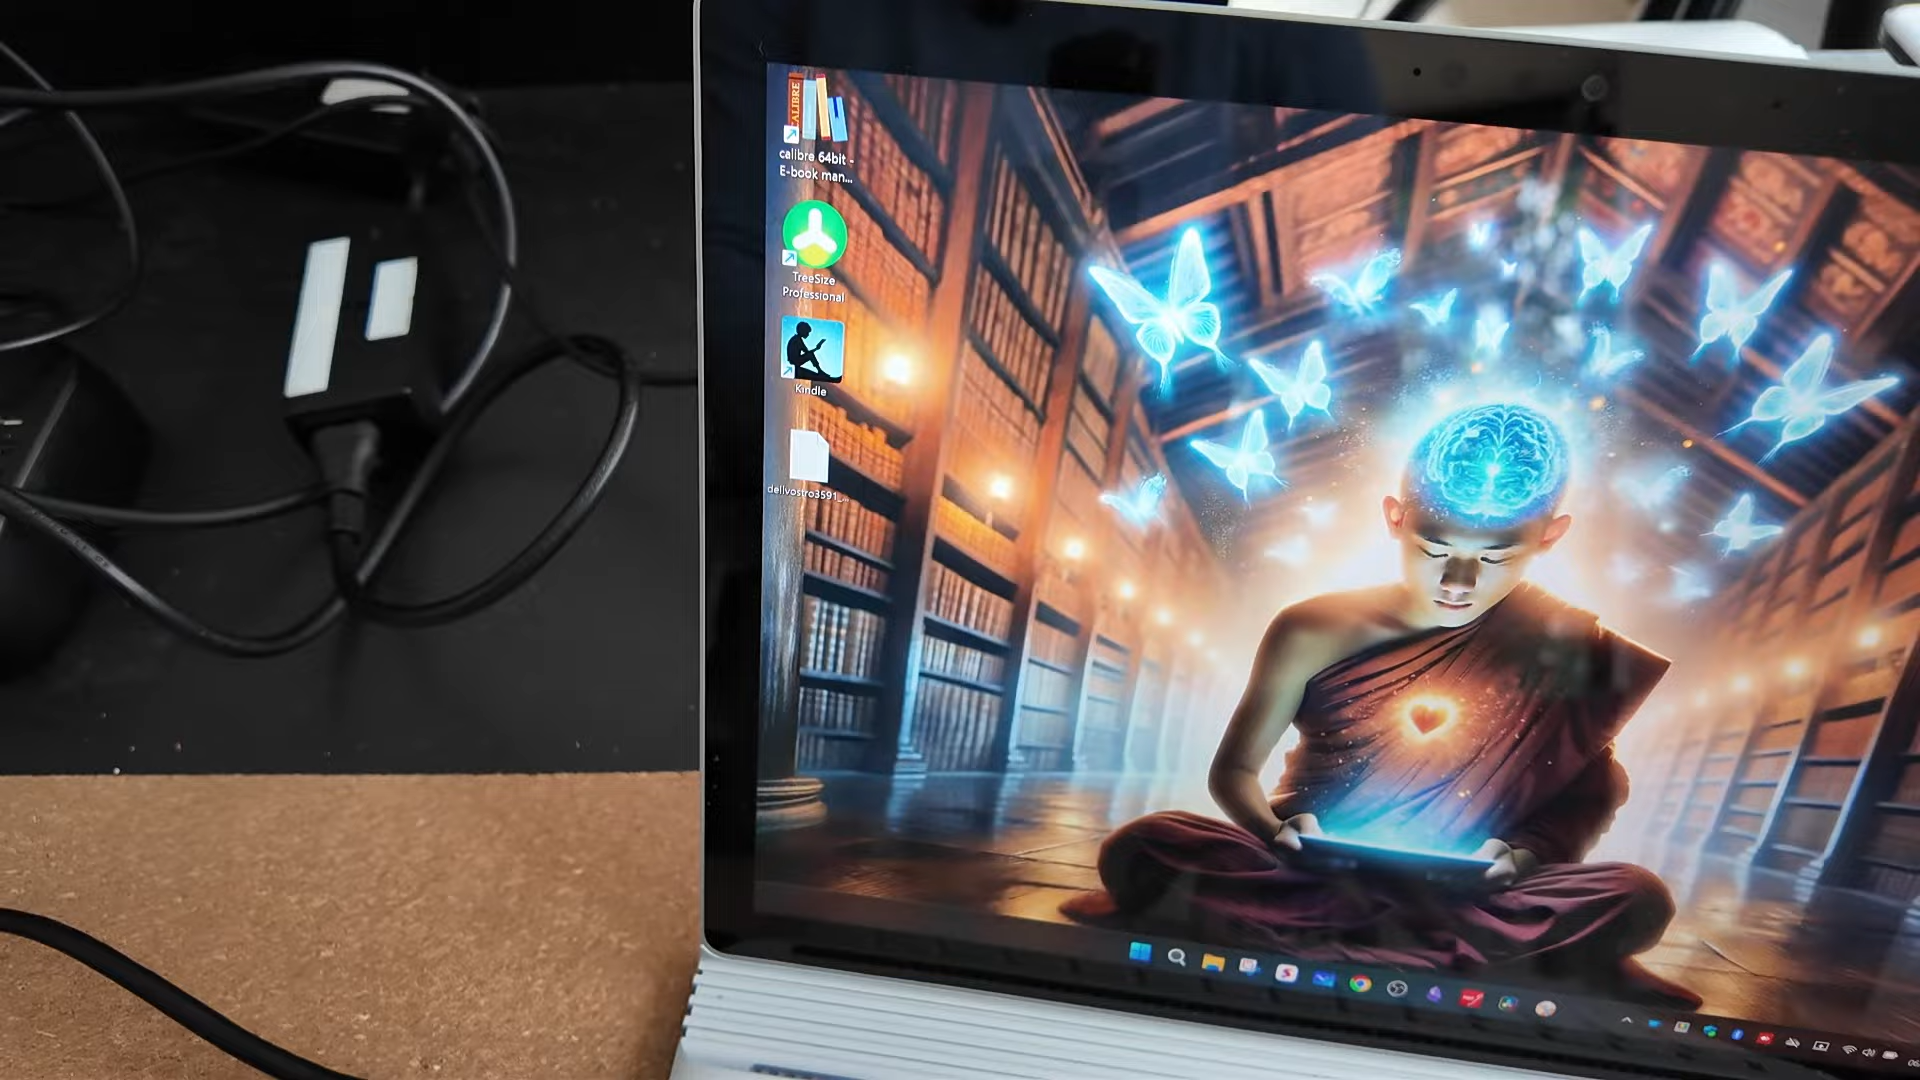 CALIBRE
calibre 64bit -
E-book man...
TreeSize
Professional
Kindle
dellvostro3591_...